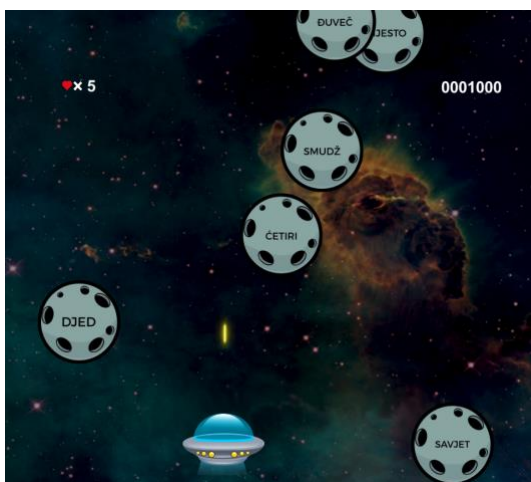 ĐUVEČ
JESTO
× 5
0001000
SMUDŽ
ĆETIRI
DJED
SAVJET